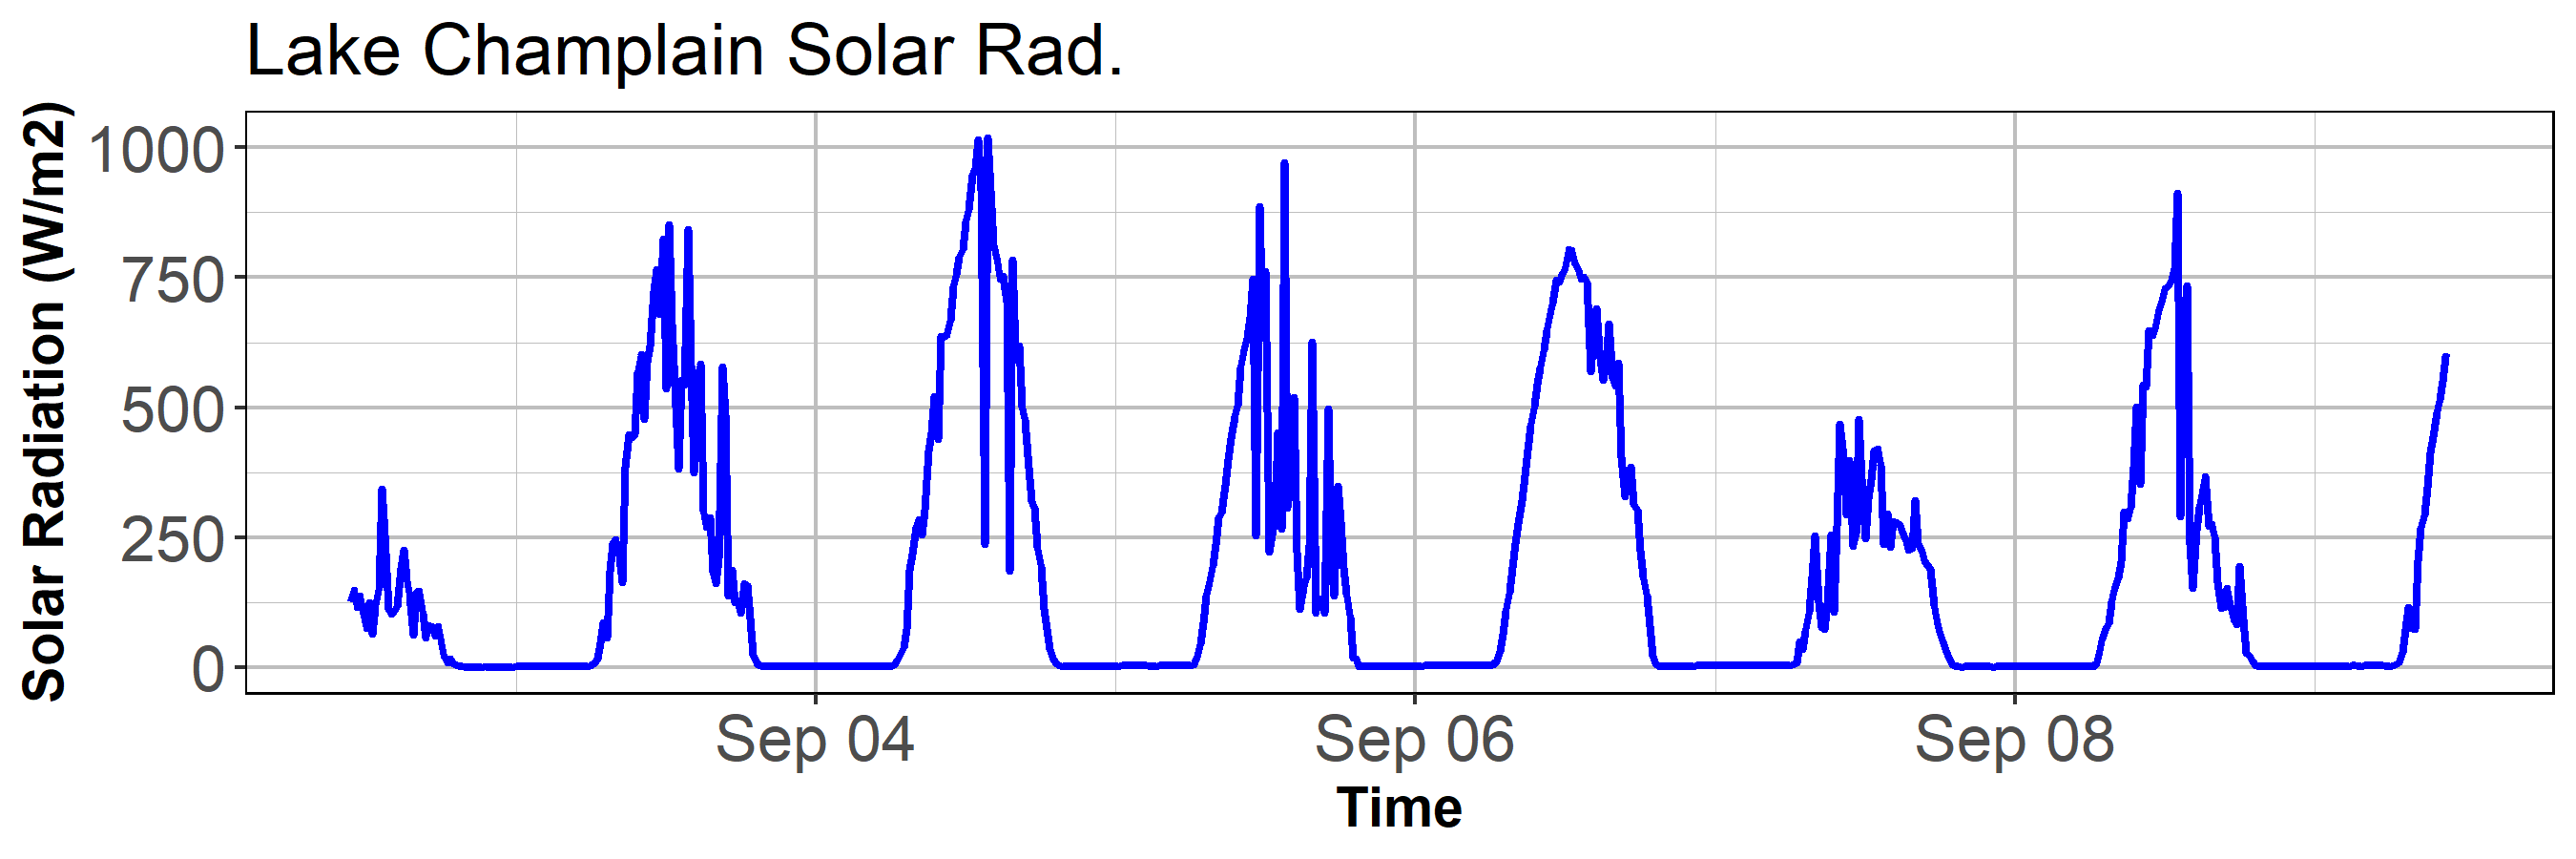 Lake Champlain Solar Rad.
Solar Radiation (W/m2)
1000
750
500
250
0
Sep 04 Sep 06 Sep 08
Time